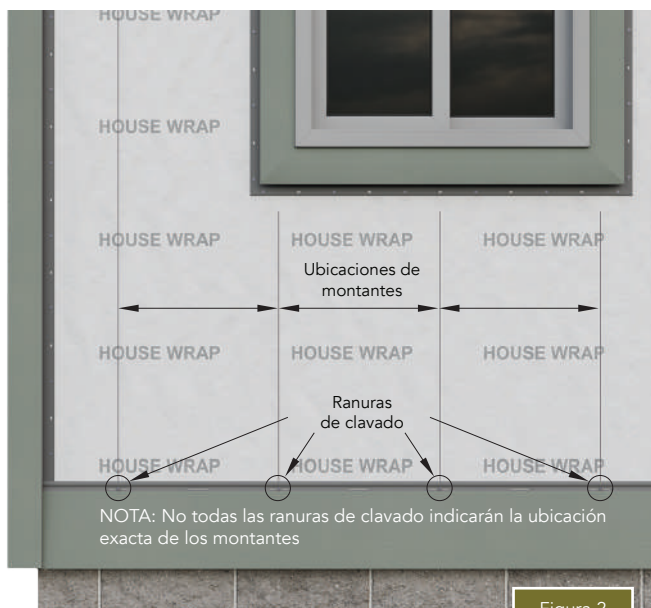 HOUSE WRAP
HOUSE WRAP
HOUSE WRAP HOUSE WRAP HOUSE WRAP
Ubicaciones de
montantes
HOUSE WRAP HOUSE WRAP HOUSE WRAP
Ranuras
de clavado
HOUSE WRAP HOUSE WRAP HOUSE WRAP
NOTA: No todas las ranuras de clavado indicarán la ubicación
exacta de los montantes
Figura 2